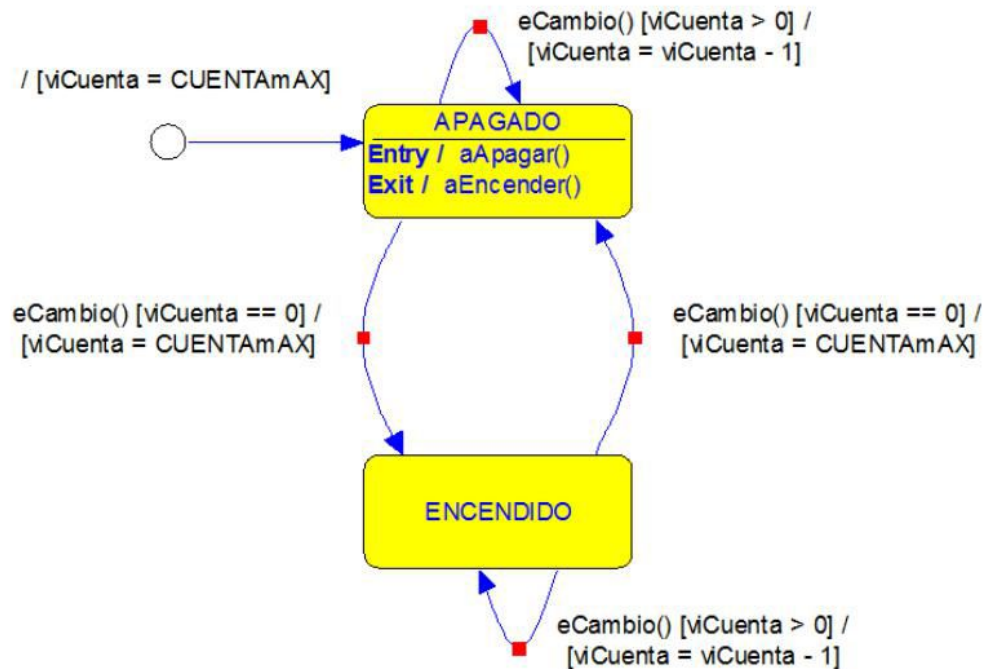 eCambio() [viCuenta > 0] /
[viCuenta = viCuenta - 1]
/ [viCuenta = CUENTAmAX]
APAGADO
Entry / aApagar()
Exit / aEncender()
eCambio() [viCuenta == 0] /
[viCuenta = CUENTAmAX]
eCambio() [viCuenta == 0] /
[viCuenta = CUENTAmAX]
ENCENDIDO
eCambio() [viCuenta > 0] /
[viCuenta = viCuenta - 1]